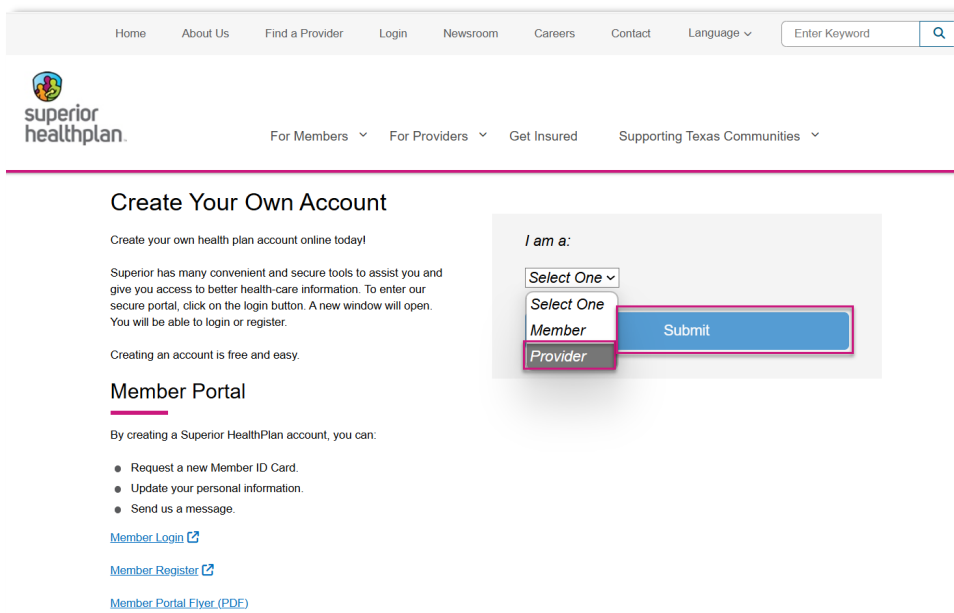 Home About Us Find a Provider Login Newsroom Careers Contact Language Enter Keyword
superior
healthplan.
For Members For Providers Get Insured Supporting Texas Communities
Create Your Own Account
Create your own health plan account online today!
Superior has many convenient and secure tools to assist you and
give you access to better health-care information. To enter our
secure portal, click on the login button. A new window will open.
You will be able to login or register.
Creating an account is free and easy.
Member Portal
By creating a Superior HealthPlan account, you can:
Request a new Member ID Card.
Update your personal information.
Send us a message.
Member Login
Member Register
Member Portal Flyer (PDF)
I am a:
Select One
Select One
Member
Provider
Submit